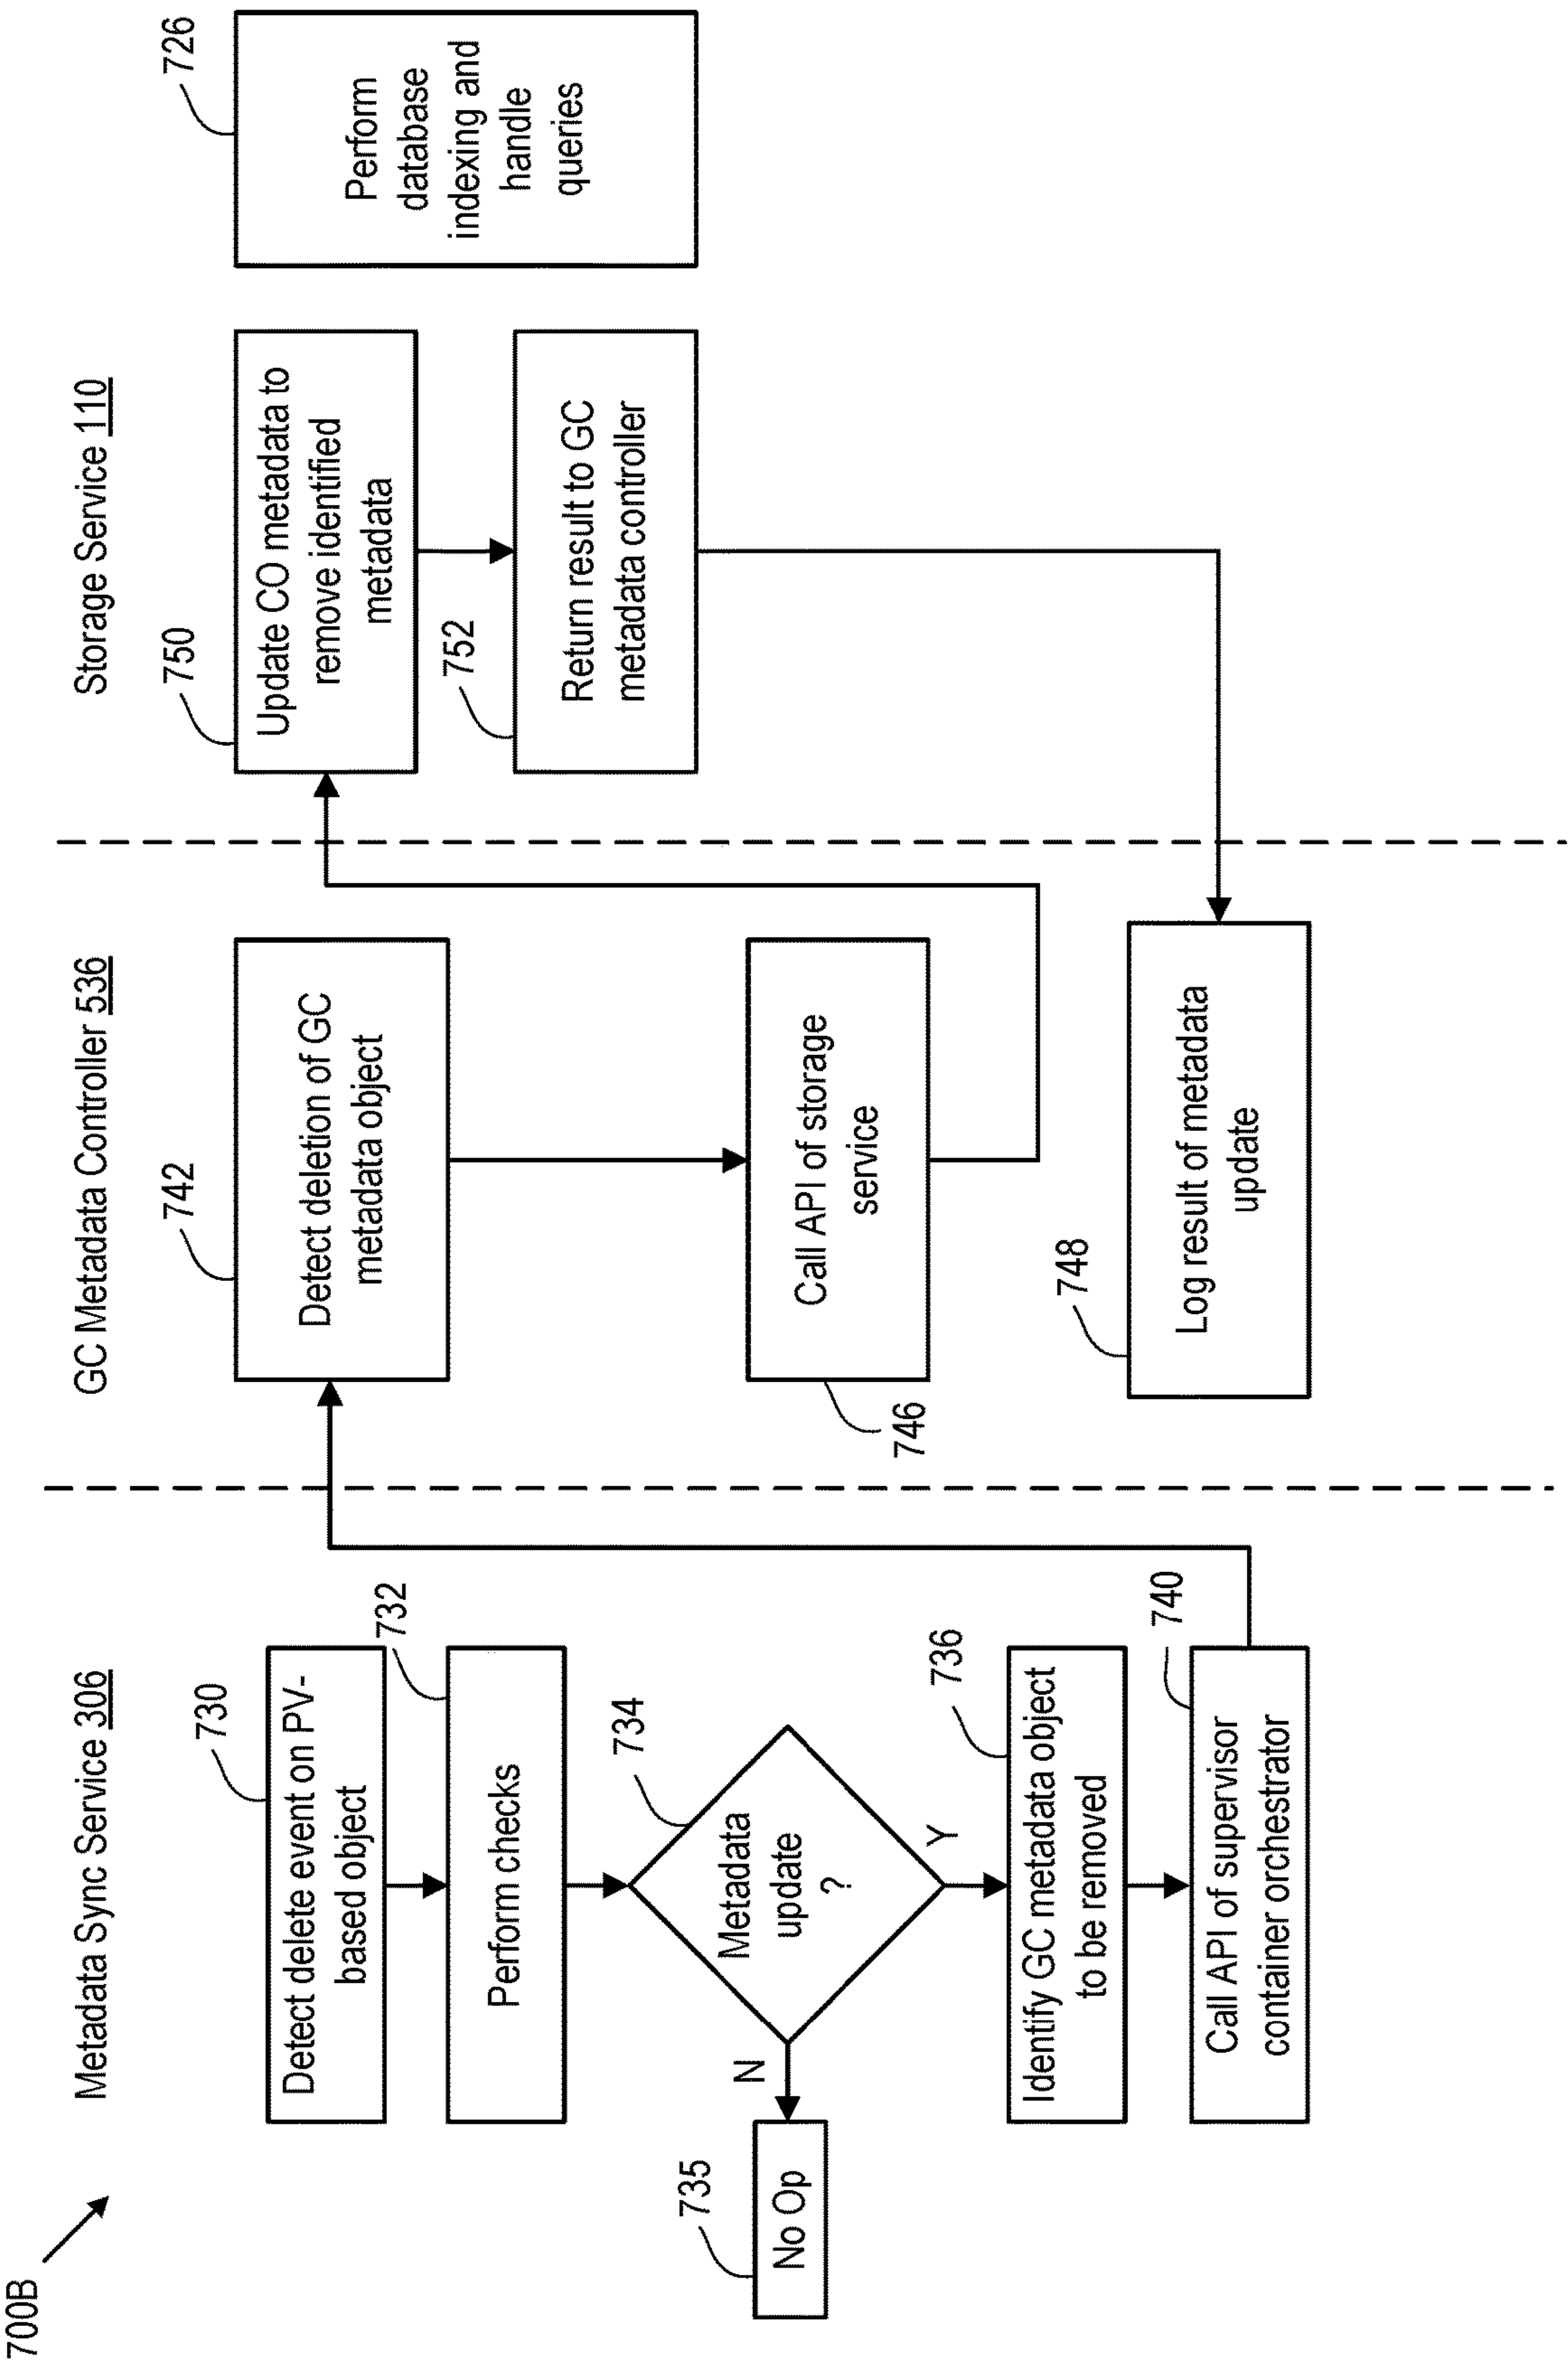 700B
Metadata Sync Service 306
730
Detect delete event on PV-
based object
732
Perform checks
734
Metadata
update
?
N
735
No Op
Y
736
Identify GC metadata object
to be removed
740
Call API of supervisor
container orchestrator
GC Metadata Controller 536
742
Detect deletion of GC
metadata object
746
Call API of storage
service
748
Log result of metadata
update
Storage Service 110
750
Update CO metadata to
remove identified
metadata
752
Return result to GC
metadata controller
726
Perform
database
indexing and
handle
queries